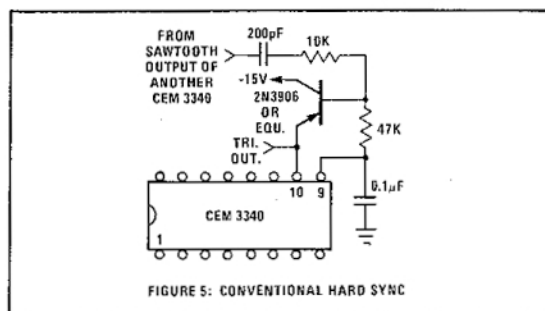 FROM
SAWTOOTH
OUTPUT OF
ANOTHER
CEM 3340
200pF
10K
-15V
2N3906
OR
EQU.
TRI.
OUT.
47K
0.1µF
10 9
CEM 3340
1
FIGURE 5: CONVENTIONAL HARD SYNC